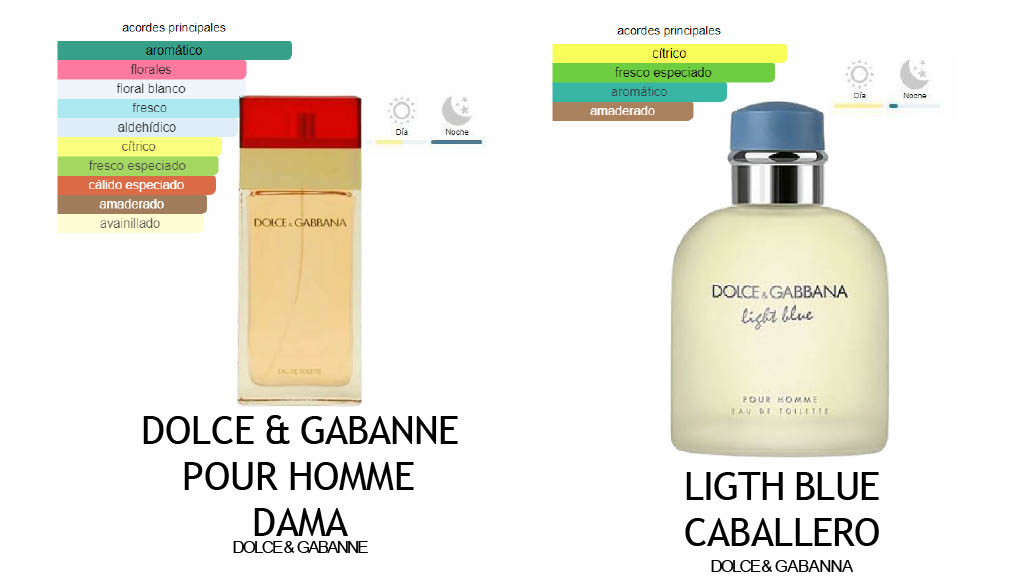 acordes principales
aromático
florales
floral blanco
fresco
aldehídico
cítrico
fresco especiado
cálido especiado
amaderado
avainillado
Día
Noche
DOLCE & GABBANA
EAU DE TOILETTE
DOLCE & GABANNE
POUR HOMME
DAMA
DOLCE & GABANNE
acordes principales
cítrico
fresco especiado
aromático
amaderado
Día
Noche
DOLCE & GABBANA
light blue
POUR HOMME
EAU DE TOILETTE
LIGTH BLUE
CABALLERO
DOLCE & GABANNA